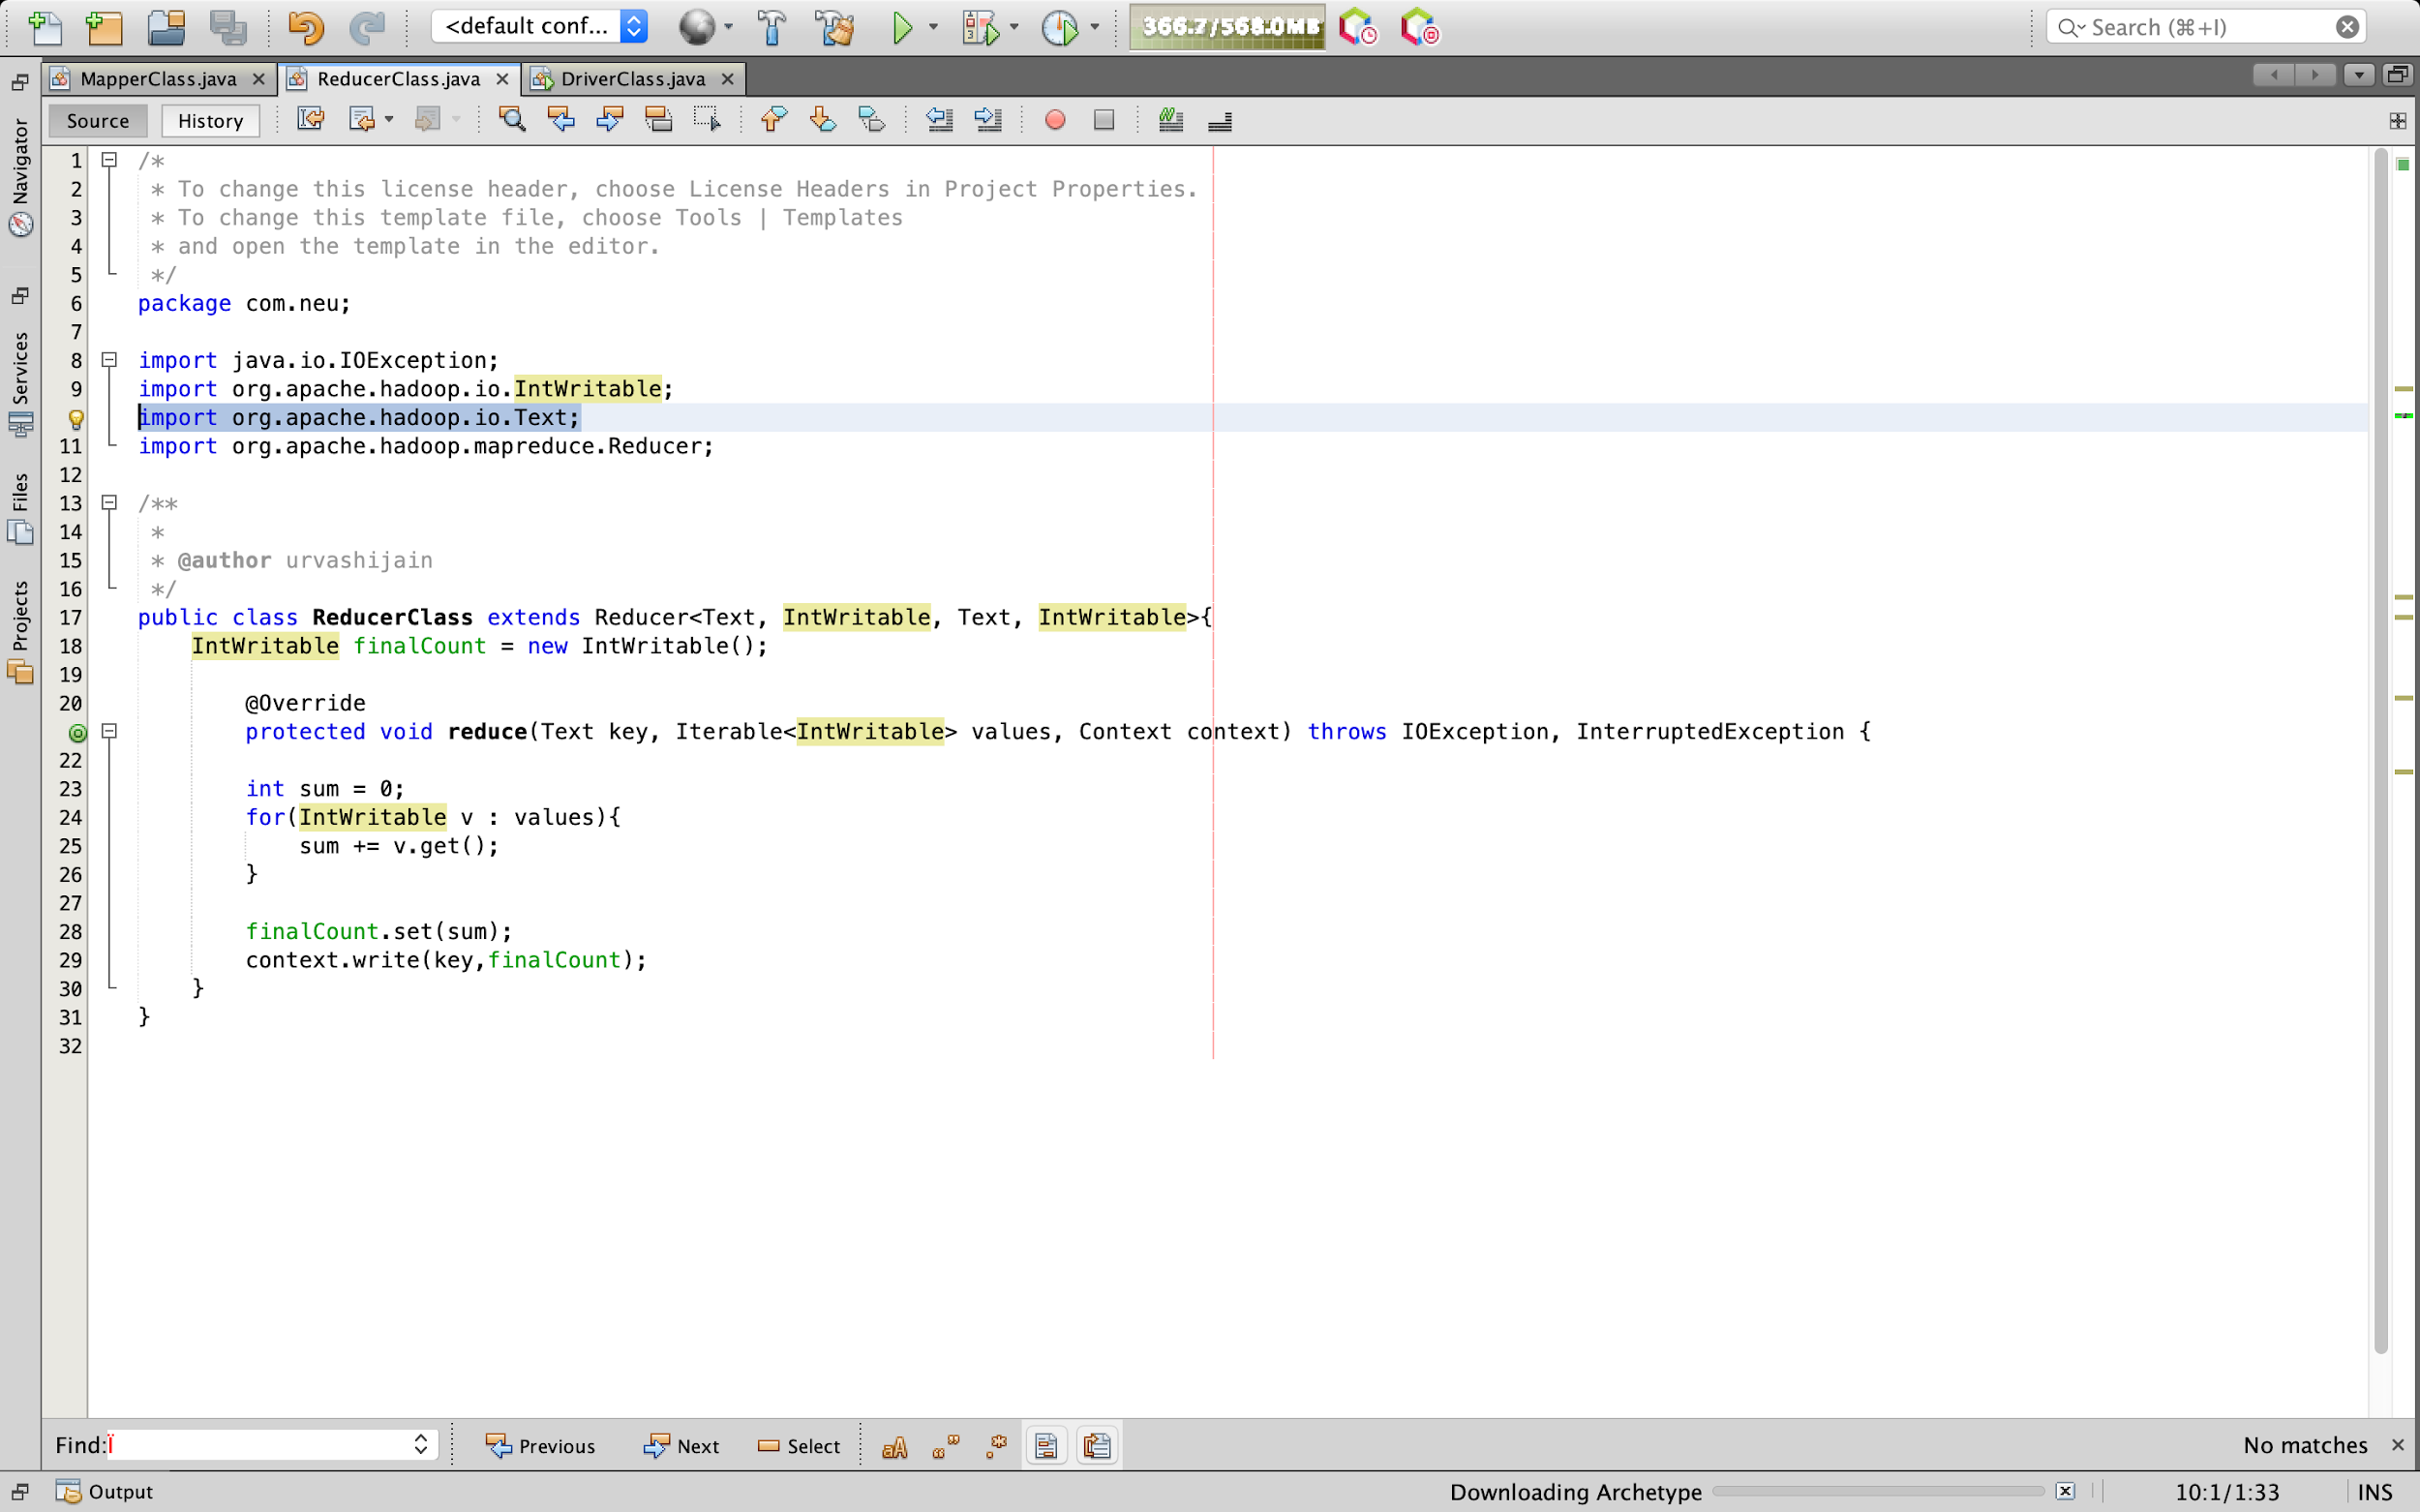 <default conf...
366.7/568.0MB
Search (⌘+I)
MapperClass.java
ReducerClass.java
DriverClass.java
Source
History
Navigator
Services
Files
Projects
1 /*
2 * To change this license header, choose License Headers in Project Properties.
3 * To change this template file, choose Tools | Templates
4 * and open the template in the editor.
5 */
6 package com.neu;
7
8 import java.io.IOException;
9 import org.apache.hadoop.io.IntWritable;
import org.apache.hadoop.io.Text;
11 import org.apache.hadoop.mapreduce.Reducer;
12
13 /**
14 *
15 * @author urvashijain
16 */
17 public class ReducerClass extends Reducer<Text, IntWritable, Text, IntWritable>{
18 IntWritable finalCount = new IntWritable();
19
20 @Override
protected void reduce(Text key, Iterable<IntWritable> values, Context context) throws IOException, InterruptedException {
22
23 int sum = 0;
24 for(IntWritable v : values){
25 sum += v.get();
26 }
27
28 finalCount.set(sum);
29 context.write(key,finalCount);
30 }
31 }
32
Find:
Previous
Next
Select
No matches
Output
Downloading Archetype
10:1/1:33
INS